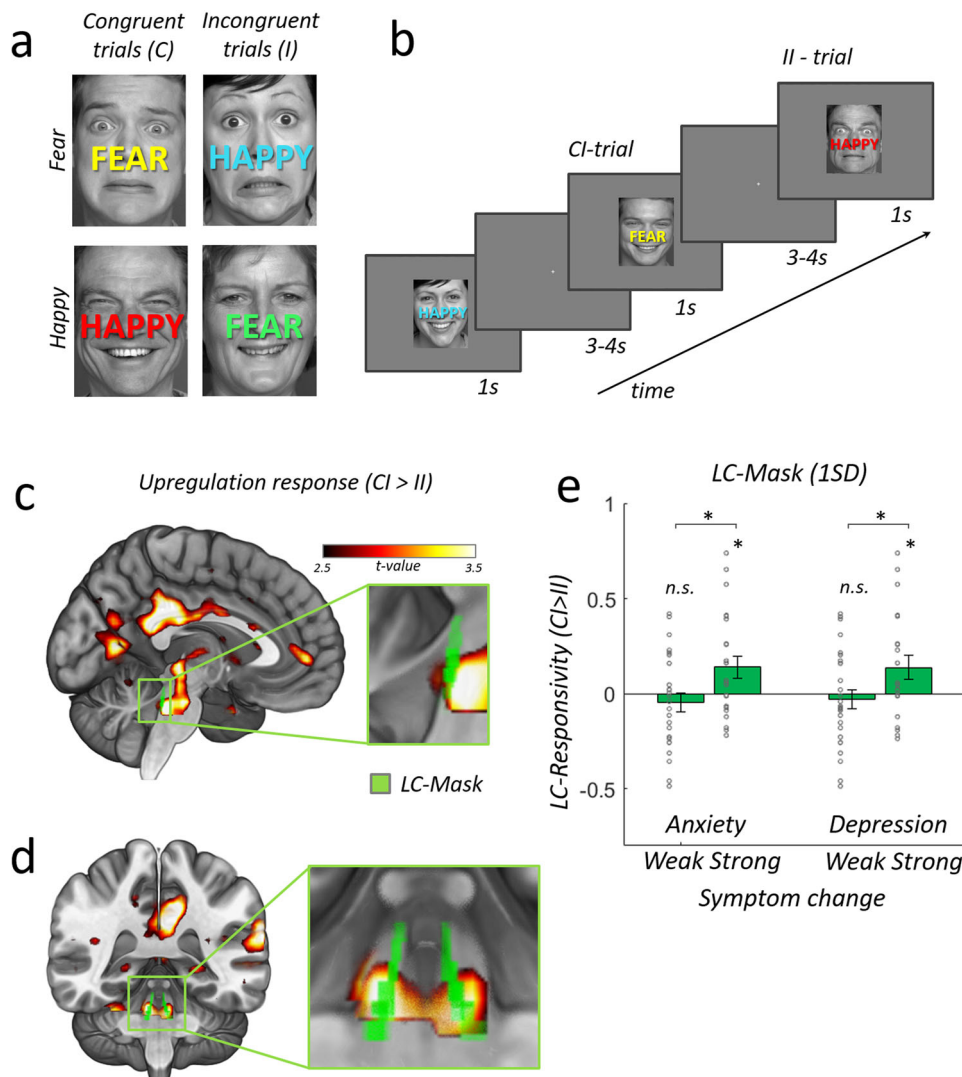 a
Congruent trials (C)
Incongruent trials (I)
Fear
FEAR
HAPPY
Happy
HAPPY
FEAR
b
II - trial
CI-trial
HAPPY
FEAR
HAPPY
1s
3-4s
1s
3-4s
1s
time
c
Upregulation response (CI > II)
2.5
t-value
3.5
LC-Mask
d
e
LC-Mask (1SD)
LC-Responsivity (CI>II)
1
0.5
0
-0.5
*
*
n.s.
*
*
n.s.
Anxiety
Depression
Weak Strong
Weak Strong
Symptom change